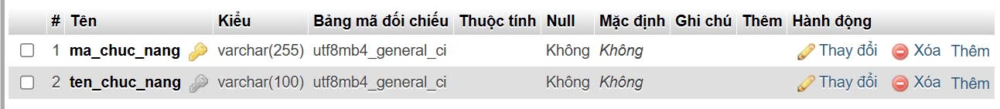 # Tên Kiểu Bảng mã đối chiếu Thuộc tính Null Mặc định Ghi chú Thêm Hành động
1 ma_chuc_nang varchar(255) utf8mb4_general_ci Không Không Thay đổi Xóa Thêm
2 ten_chuc_nang varchar(100) utf8mb4_general_ci Không Không Thay đổi Xóa Thêm